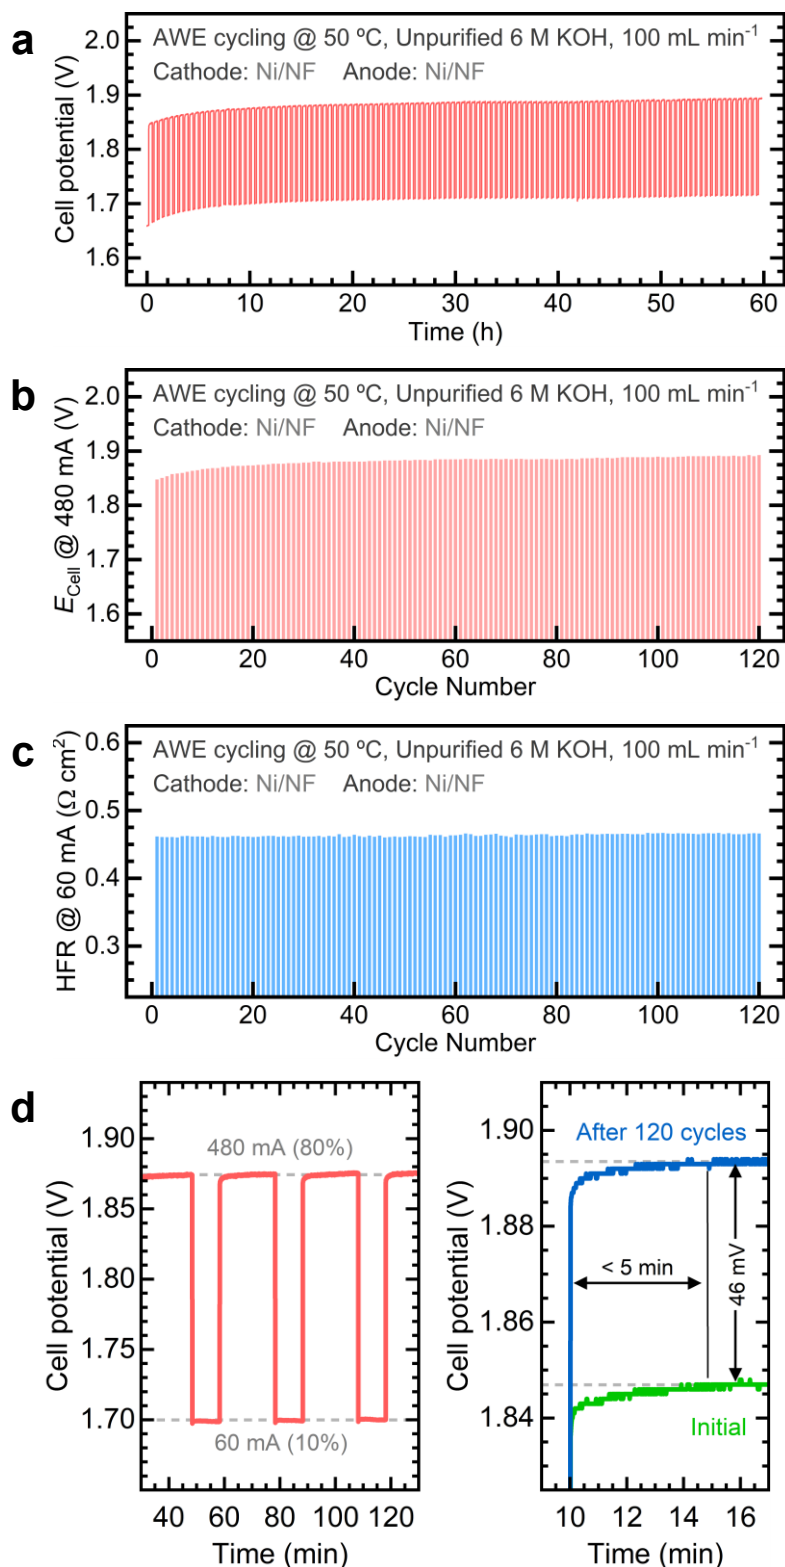 a
AWE cycling @ 50 ºC, Unpurified 6 M KOH, 100 mL min⁻¹
Cathode: Ni/NF Anode: Ni/NF
Cell potential (V)
2.0
1.9
1.8
1.7
1.6
0 10 20 30 40 50 60
Time (h)
b
AWE cycling @ 50 ºC, Unpurified 6 M KOH, 100 mL min⁻¹
Cathode: Ni/NF Anode: Ni/NF
E_Cell @ 480 mA (V)
2.0
1.9
1.8
1.7
1.6
0 20 40 60 80 100 120
Cycle Number
c
AWE cycling @ 50 ºC, Unpurified 6 M KOH, 100 mL min⁻¹
Cathode: Ni/NF Anode: Ni/NF
HFR @ 60 mA (Ω cm²)
0.6
0.5
0.4
0.3
0 20 40 60 80 100 120
Cycle Number
d
Cell potential (V)
1.90
1.85
1.80
1.75
1.70
480 mA (80%)
60 mA (10%)
40 60 80 100 120
Time (min)
Cell potential (V)
1.90
1.88
1.86
1.84
After 120 cycles
< 5 min
46 mV
Initial
10 12 14 16
Time (min)